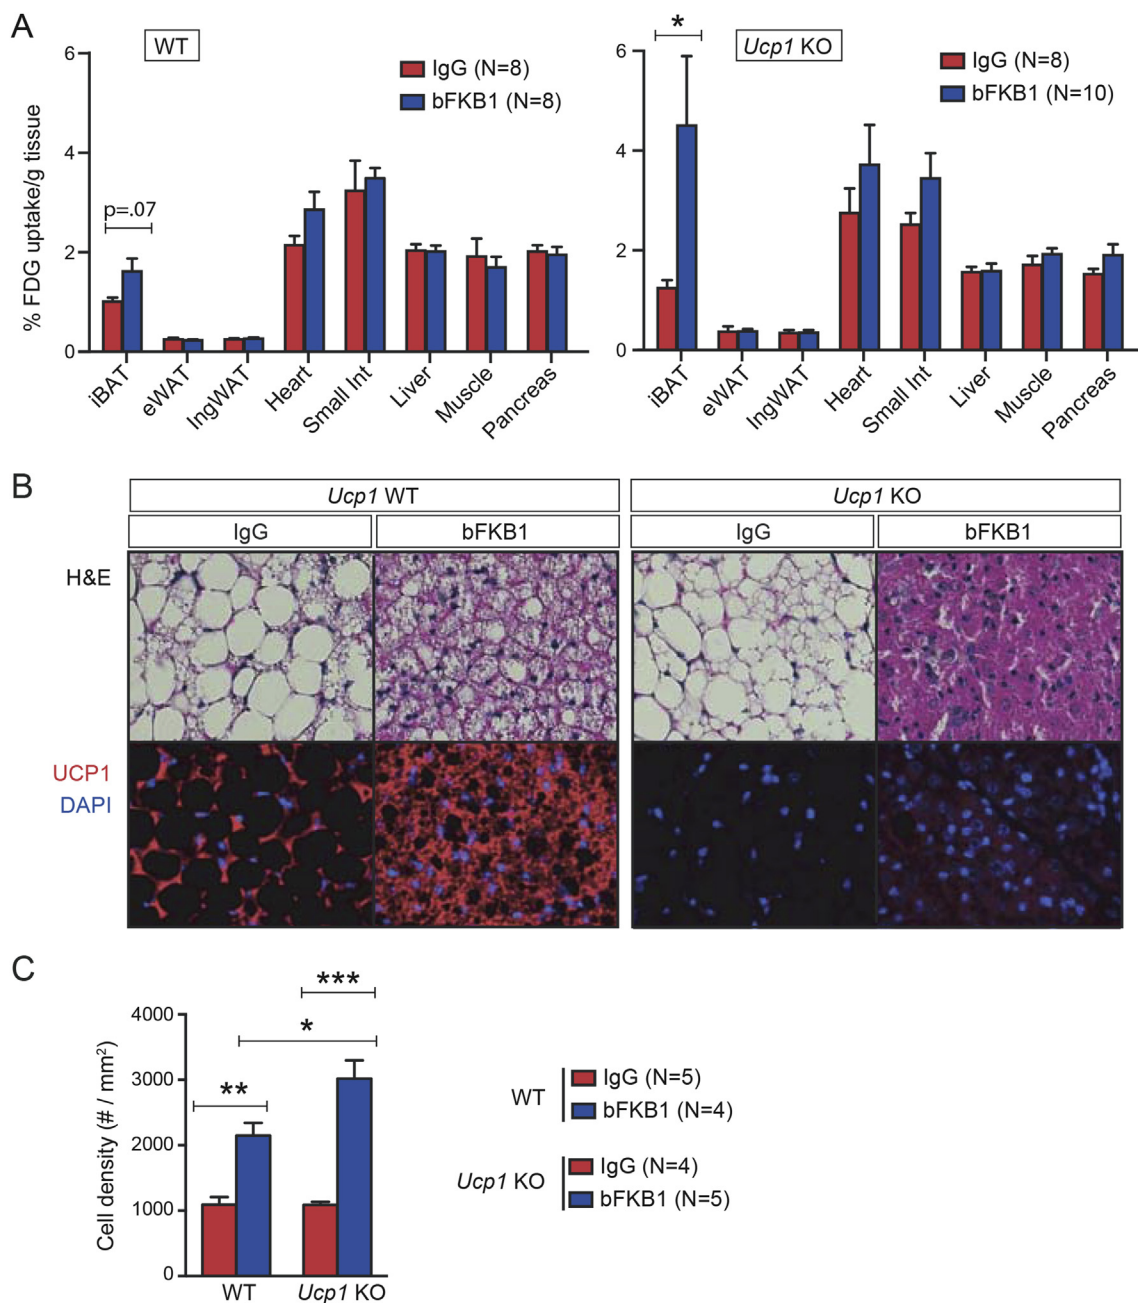 A
WT
IgG (N=8)
bFKB1 (N=8)
% FDG uptake/g tissue
6
4
2
0
p=.07
iBAT
eWAT
IngWAT
Heart
Small Int
Liver
Muscle
Pancreas
*
Ucp1 KO
IgG (N=8)
bFKB1 (N=10)
6
4
2
0
iBAT
eWAT
IngWAT
Heart
Small Int
Liver
Muscle
Pancreas
B
Ucp1 WT
Ucp1 KO
IgG
bFKB1
IgG
bFKB1
H&E
UCP1
DAPI
C
Cell density (# / mm²)
4000
3000
2000
1000
0
***
*
**
WT
Ucp1 KO
WT
IgG (N=5)
bFKB1 (N=4)
Ucp1 KO
IgG (N=4)
bFKB1 (N=5)